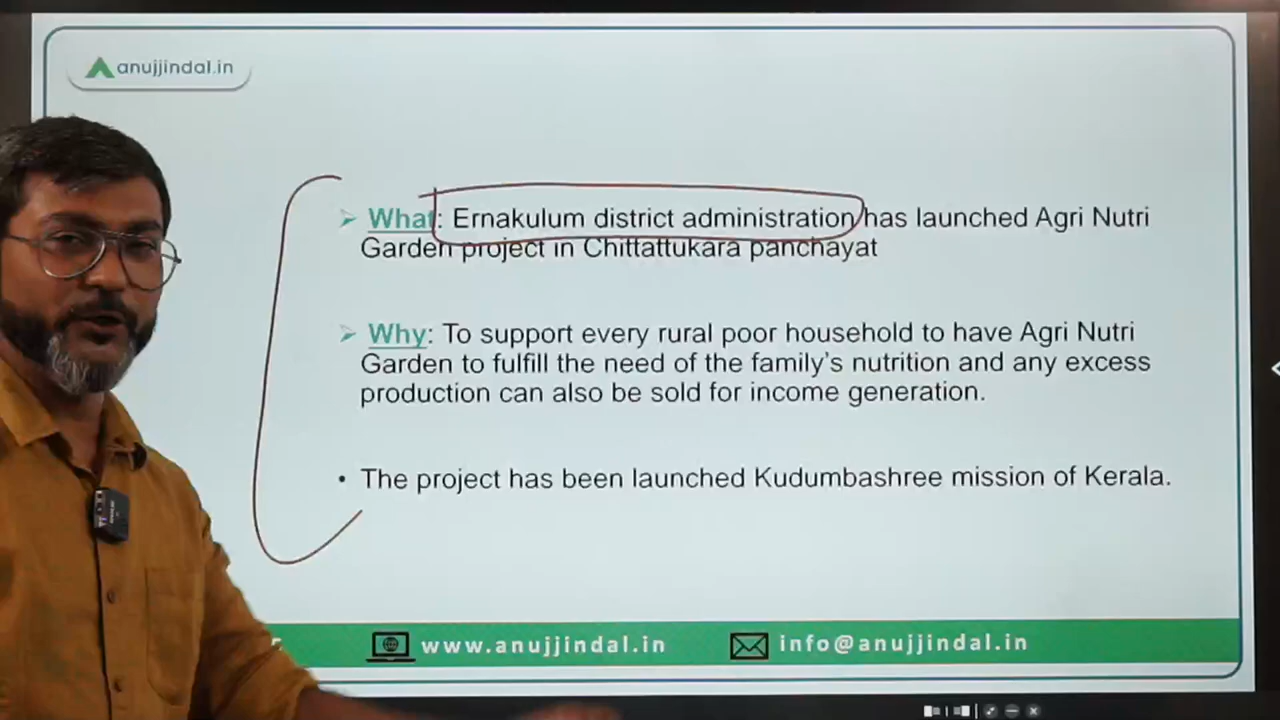 anujjindal.in
What: Ernakulum district administration has launched Agri Nutri
Garden project in Chittattukara panchayat
Why: To support every rural poor household to have Agri Nutri
Garden to fulfill the need of the family's nutrition and any excess
production can also be sold for income generation.
• The project has been launched Kudumbashree mission of Kerala.
www.anujjindal.in
info@anujjindal.in